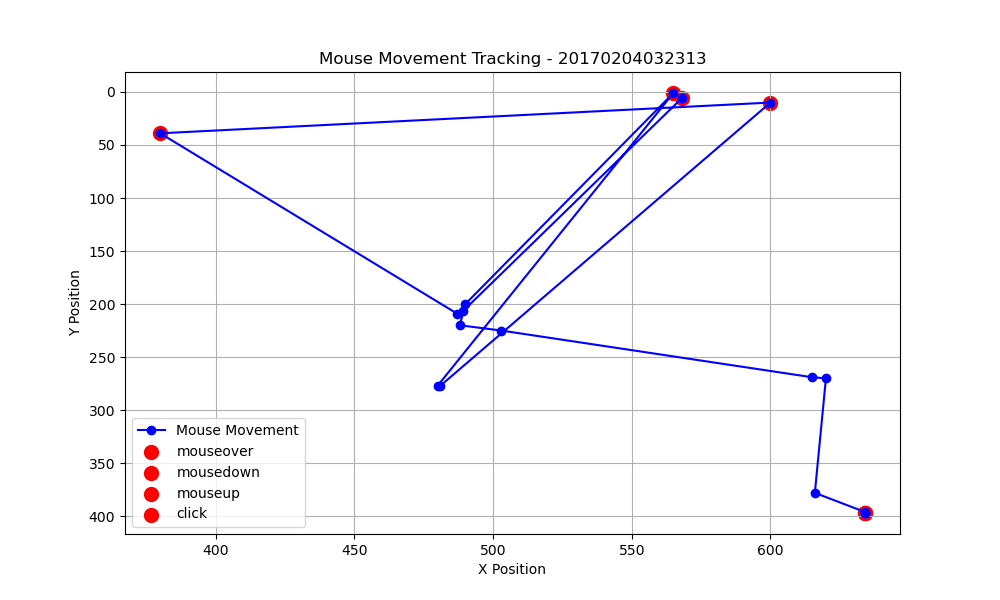 Mouse Movement Tracking - 20170204032313
0
50
100
150
200
250
300
350
400
Y Position
Mouse Movement
mouseover
mousedown
mouseup
click
400
450
500
550
600
X Position